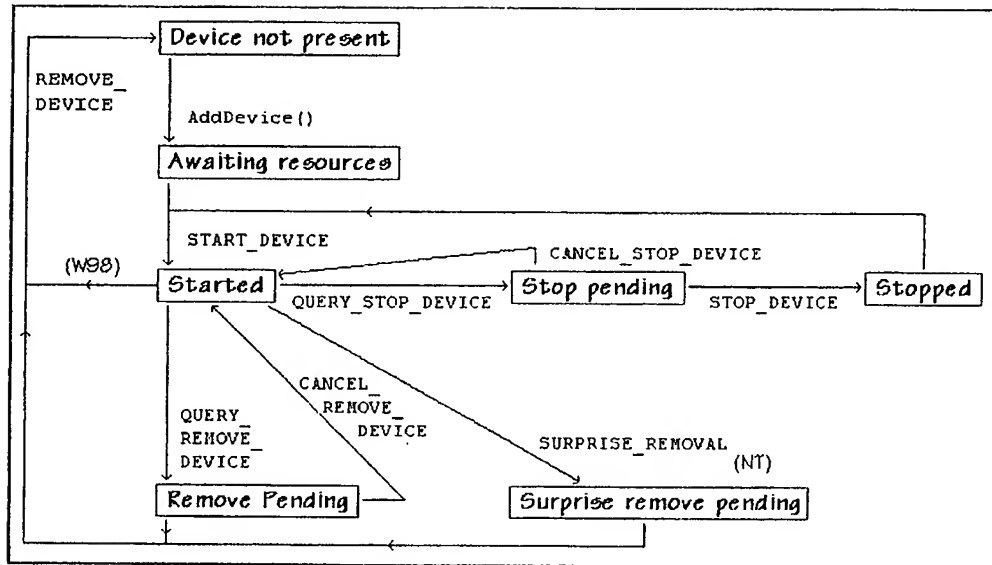 Device not present
REMOVE_
DEVICE
AddDevice()
Awaiting resources
START_DEVICE
CANCEL_STOP_DEVICE
(W98)
Started
QUERY_STOP_DEVICE
Stop pending
STOP_DEVICE
Stopped
CANCEL_
REMOVE_
DEVICE
QUERY_
REMOVE_
DEVICE
SURPRISE_REMOVAL
(NT)
Remove Pending
Surprise remove pending